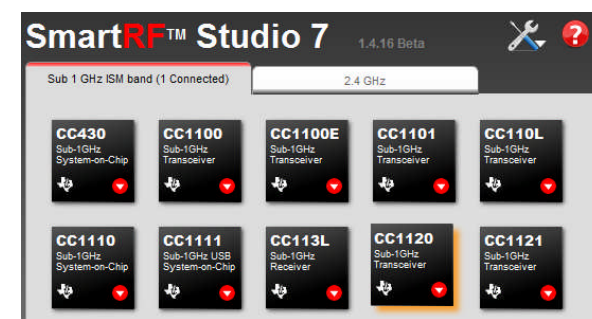 SmartRF™ Studio 7 1.4.16 Beta
Sub 1 GHz ISM band (1 Connected) 2.4 GHz
CC430
Sub-1GHz
System-on-Chip
CC1100
Sub-1GHz
Transceiver
CC1100E
Sub-1GHz
Transceiver
CC1101
Sub-1GHz
Transceiver
CC110L
Sub-1GHz
Transceiver
CC1110
Sub-1GHz
System-on-Chip
CC1111
Sub-1GHz USB
System-on-Chip
CC113L
Sub-1GHz
Receiver
CC1120
Sub-1GHz
Transceiver
CC1121
Sub-1GHz
Transceiver